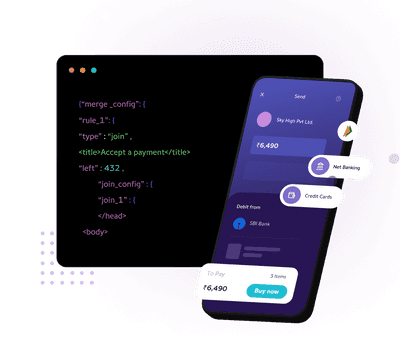 {"merge _config": {
"rule_1": {
"type" : "join" ,
<title>Accept a payment</title>
"left" : 432 ,
"join_config" : {
"join_1" : {
</head>
<body>
Send
Sky High Pvt Ltd.
₹6,490
Net Banking
Credit Cards
Debit from
SBI Bank
To Pay
3 items
₹6,490
Buy now